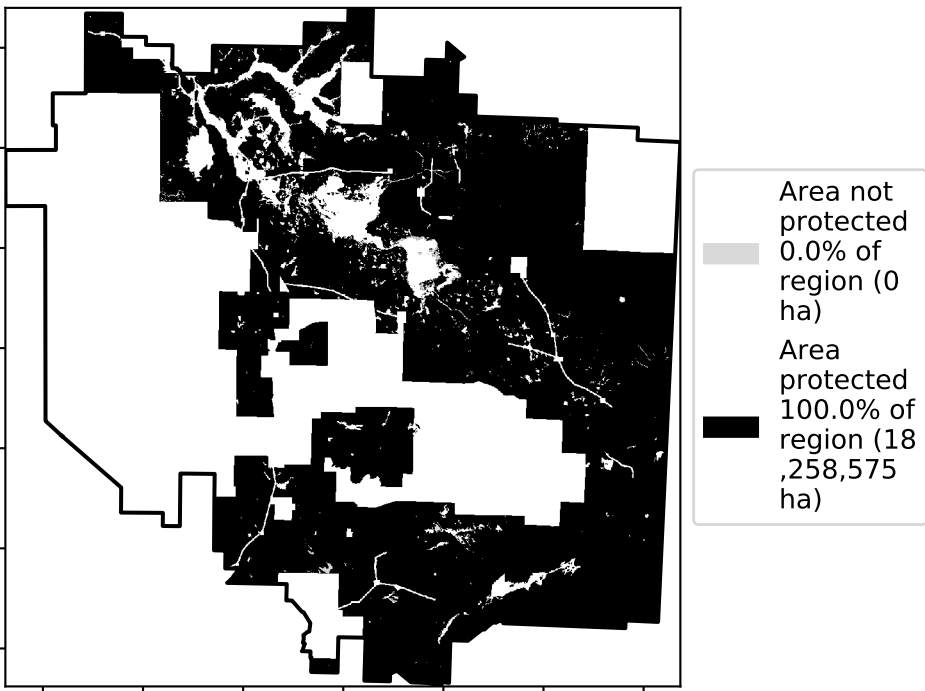 Area not
protected
0.0% of
region (0
ha)
Area
protected
100.0% of
region (18
,258,575
ha)